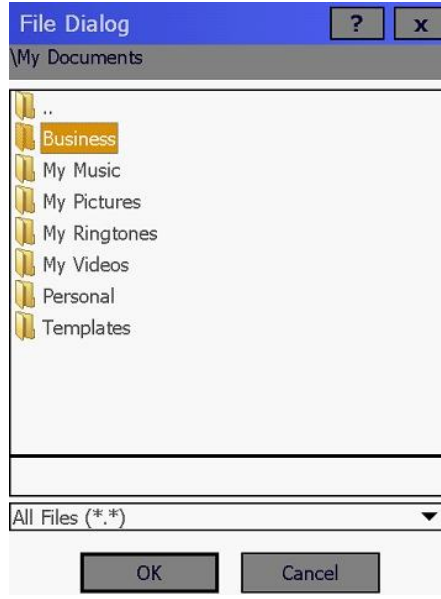 File Dialog ? x
\My Documents
..
Business
My Music
My Pictures
My Ringtones
My Videos
Personal
Templates
All Files (*.*)
OK Cancel